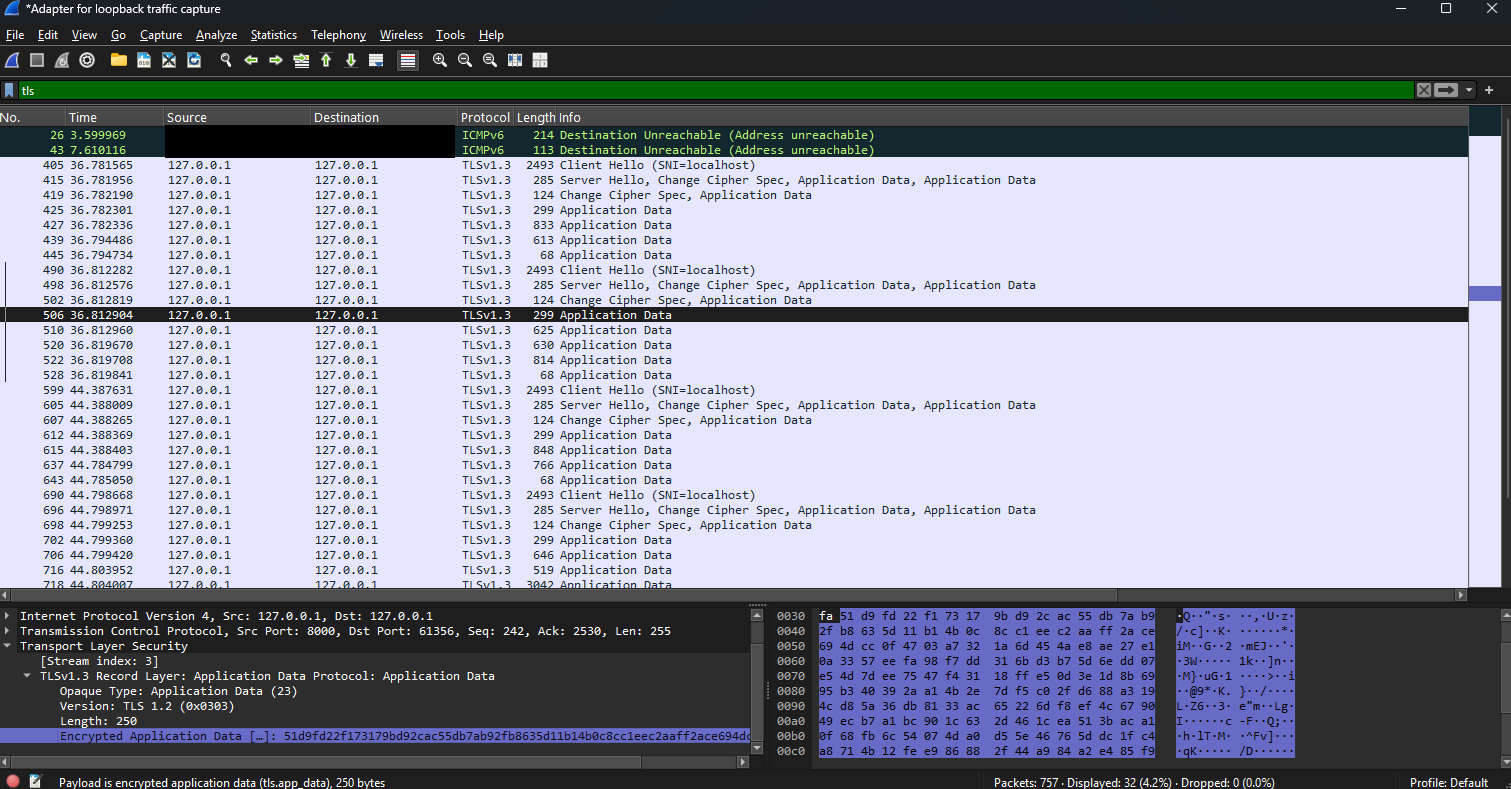 *Adapter for loopback traffic capture
File Edit View Go Capture Analyze Statistics Telephony Wireless Tools Help
tls
No. Time Source Destination Protocol Length Info
26 3.599969 ICMPv6 214 Destination Unreachable (Address unreachable)
43 7.610116 ICMPv6 113 Destination Unreachable (Address unreachable)
405 36.781565 127.0.0.1 127.0.0.1 TLSv1.3 2493 Client Hello (SNI=localhost)
415 36.781956 127.0.0.1 127.0.0.1 TLSv1.3 285 Server Hello, Change Cipher Spec, Application Data, Application Data
419 36.782190 127.0.0.1 127.0.0.1 TLSv1.3 124 Change Cipher Spec, Application Data
425 36.782301 127.0.0.1 127.0.0.1 TLSv1.3 299 Application Data
427 36.782336 127.0.0.1 127.0.0.1 TLSv1.3 833 Application Data
439 36.794486 127.0.0.1 127.0.0.1 TLSv1.3 613 Application Data
445 36.794734 127.0.0.1 127.0.0.1 TLSv1.3 68 Application Data
490 36.812282 127.0.0.1 127.0.0.1 TLSv1.3 2493 Client Hello (SNI=localhost)
498 36.812576 127.0.0.1 127.0.0.1 TLSv1.3 285 Server Hello, Change Cipher Spec, Application Data, Application Data
502 36.812819 127.0.0.1 127.0.0.1 TLSv1.3 124 Change Cipher Spec, Application Data
506 36.812904 127.0.0.1 127.0.0.1 TLSv1.3 299 Application Data
510 36.812960 127.0.0.1 127.0.0.1 TLSv1.3 625 Application Data
520 36.819670 127.0.0.1 127.0.0.1 TLSv1.3 630 Application Data
522 36.819708 127.0.0.1 127.0.0.1 TLSv1.3 814 Application Data
528 36.819841 127.0.0.1 127.0.0.1 TLSv1.3 68 Application Data
599 44.387631 127.0.0.1 127.0.0.1 TLSv1.3 2493 Client Hello (SNI=localhost)
605 44.388009 127.0.0.1 127.0.0.1 TLSv1.3 285 Server Hello, Change Cipher Spec, Application Data, Application Data
607 44.388265 127.0.0.1 127.0.0.1 TLSv1.3 124 Change Cipher Spec, Application Data
612 44.388369 127.0.0.1 127.0.0.1 TLSv1.3 299 Application Data
615 44.388403 127.0.0.1 127.0.0.1 TLSv1.3 848 Application Data
637 44.784799 127.0.0.1 127.0.0.1 TLSv1.3 766 Application Data
643 44.785050 127.0.0.1 127.0.0.1 TLSv1.3 68 Application Data
690 44.798668 127.0.0.1 127.0.0.1 TLSv1.3 2493 Client Hello (SNI=localhost)
696 44.798971 127.0.0.1 127.0.0.1 TLSv1.3 285 Server Hello, Change Cipher Spec, Application Data, Application Data
698 44.799253 127.0.0.1 127.0.0.1 TLSv1.3 124 Change Cipher Spec, Application Data
702 44.799360 127.0.0.1 127.0.0.1 TLSv1.3 299 Application Data
706 44.799420 127.0.0.1 127.0.0.1 TLSv1.3 646 Application Data
716 44.803952 127.0.0.1 127.0.0.1 TLSv1.3 519 Application Data
718 44.804007 127.0.0.1 127.0.0.1 TLSv1.3 3042 Application Data
Internet Protocol Version 4, Src: 127.0.0.1, Dst: 127.0.0.1
Transmission Control Protocol, Src Port: 8000, Dst Port: 61356, Seq: 242, Ack: 2530, Len: 255
Transport Layer Security
[Stream index: 3]
TLSv1.3 Record Layer: Application Data Protocol: Application Data
Opaque Type: Application Data (23)
Version: TLS 1.2 (0x0303)
Length: 250
Encrypted Application Data […]: 51d9fd22f173179bd92cac55db7ab92fb8635d11b14b0c8cc1eec2aaff2ace694dc
0030 fa 51 d9 fd 22 f1 73 17 9b d9 2c ac 55 db 7a b9 ·Q··"·s· ··,·U·z·
0040 2f b8 63 5d 11 b1 4b 0c 8c c1 ee c2 aa ff 2a ce /·c]··K· ······*·
0050 69 4d cc 0f 47 03 a7 32 1a 6d 45 4a e8 ae 27 e1 iM··G··2 ·mEJ··'·
0060 0a 33 57 ee fa 98 f7 dd 31 6b d3 b7 5d 6e dd 07 ·3W····· 1k··]n··
0070 e5 4d 7d ee 75 47 f4 31 18 ff e5 0d 3e 1d 8b 69 ·M}·uG·1 ····>··i
0080 95 b3 40 39 2a a1 4b 2e 7d f5 c0 2f d6 88 a3 19 ··@9*·K. }··/····
0090 4c d8 5a 36 db 81 33 ac 65 22 6d f8 ef 4c 67 90 L·Z6··3· e"m··Lg·
00a0 49 ec b7 a1 bc 90 1c 63 2d 46 1c ea 51 3b ac a1 I······c -F··Q;··
00b0 0f 68 fb 6c 54 07 4d a0 d5 5e 46 76 5d dc 1f c4 ·h·lT·M· ·^Fv]···
00c0 a8 71 4b 12 fe e9 86 88 2f 44 a9 84 a2 e4 85 f9 ·qK····· /D······
Payload is encrypted application data (tls.app_data), 250 bytes
Packets: 757 · Displayed: 32 (4.2%) · Dropped: 0 (0.0%)
Profile: Default